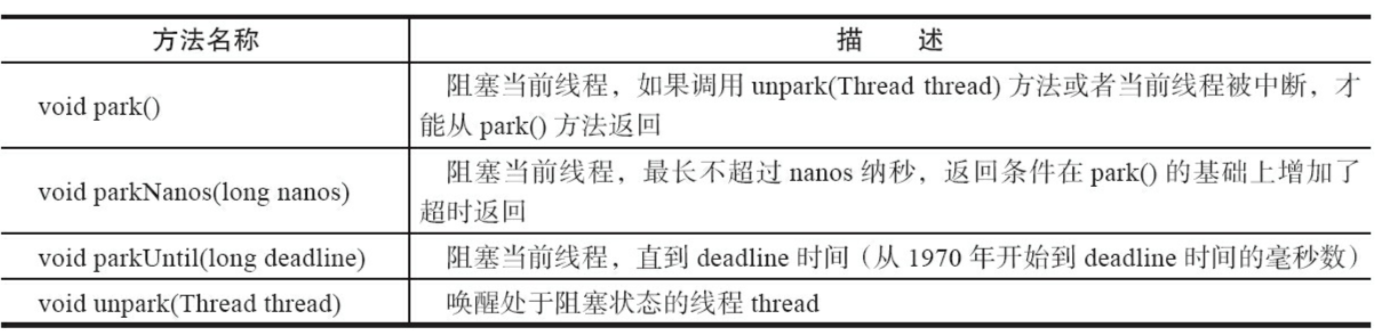 方法名称 描 述
void park() 阻塞当前线程，如果调用 unpark(Thread thread) 方法或者当前线程被中断，才
能从 park() 方法返回
void parkNanos(long nanos) 阻塞当前线程，最长不超过 nanos 纳秒，返回条件在 park() 的基础上增加了
超时返回
void parkUntil(long deadline) 阻塞当前线程，直到 deadline 时间（从 1970 年开始到 deadline 时间的毫秒数）
void unpark(Thread thread) 唤醒处于阻塞状态的线程 thread